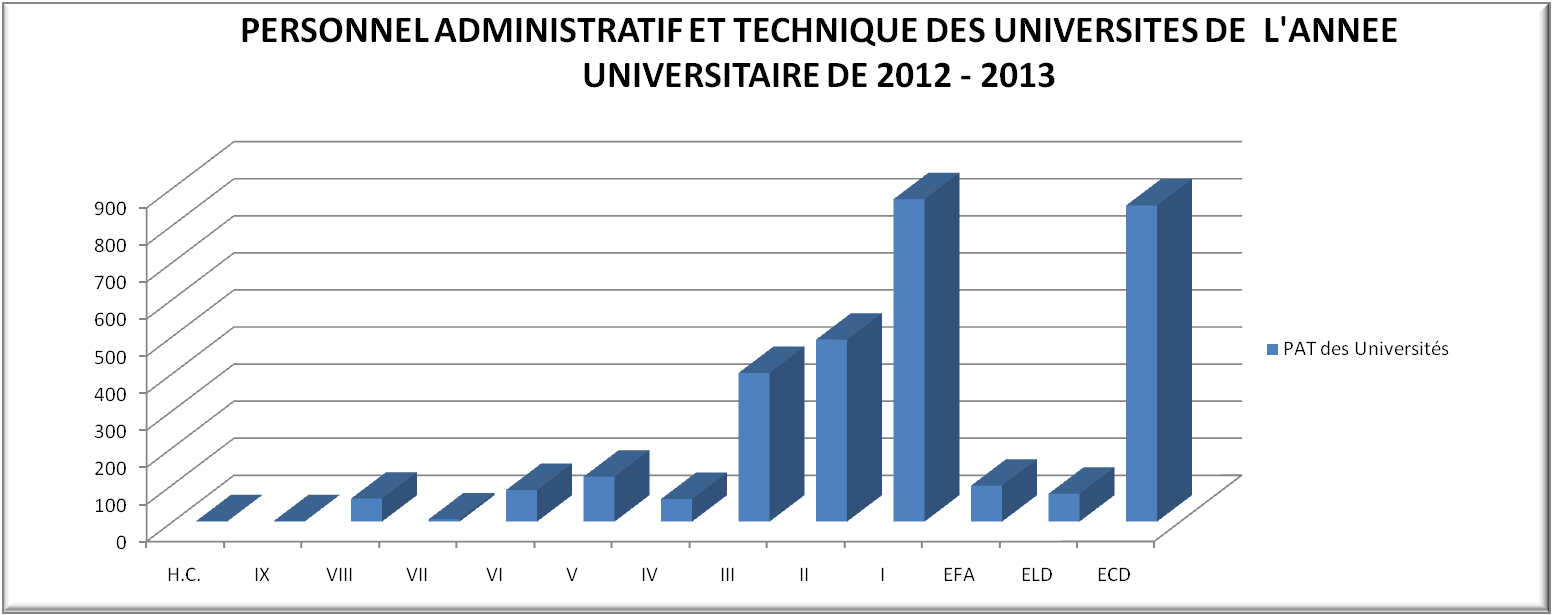 PERSONNEL ADMINISTRATIF ET TECHNIQUE DES UNIVERSITES DE L'ANNEE
UNIVERSITAIRE DE 2012 - 2013
900
800
700
600
500
400
300
200
100
0
PAT des Universités
H.C. IX VIII VII VI V IV III II I EFA ELD ECD